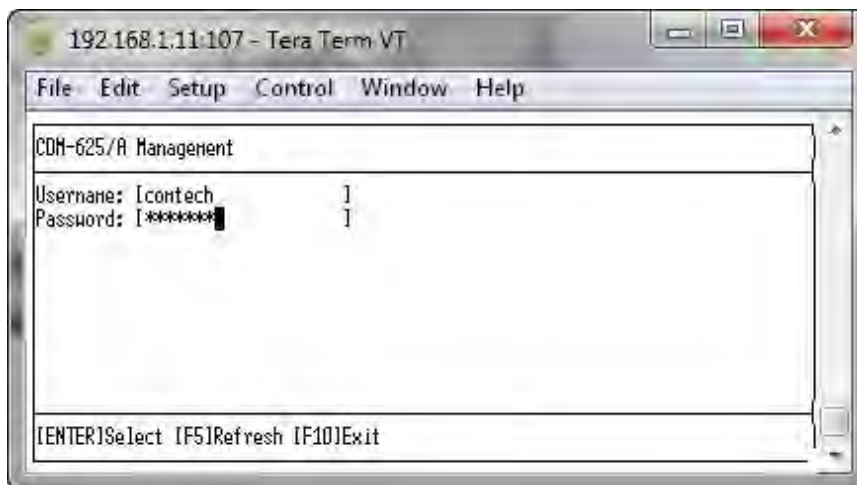 192.168.1.11:107 - Tera Term VT
File Edit Setup Control Window Help
CDM-625/A Management
Username: [comtech ]
Password: [******* ]
[ENTER]Select [F5]Refresh [F10]Exit